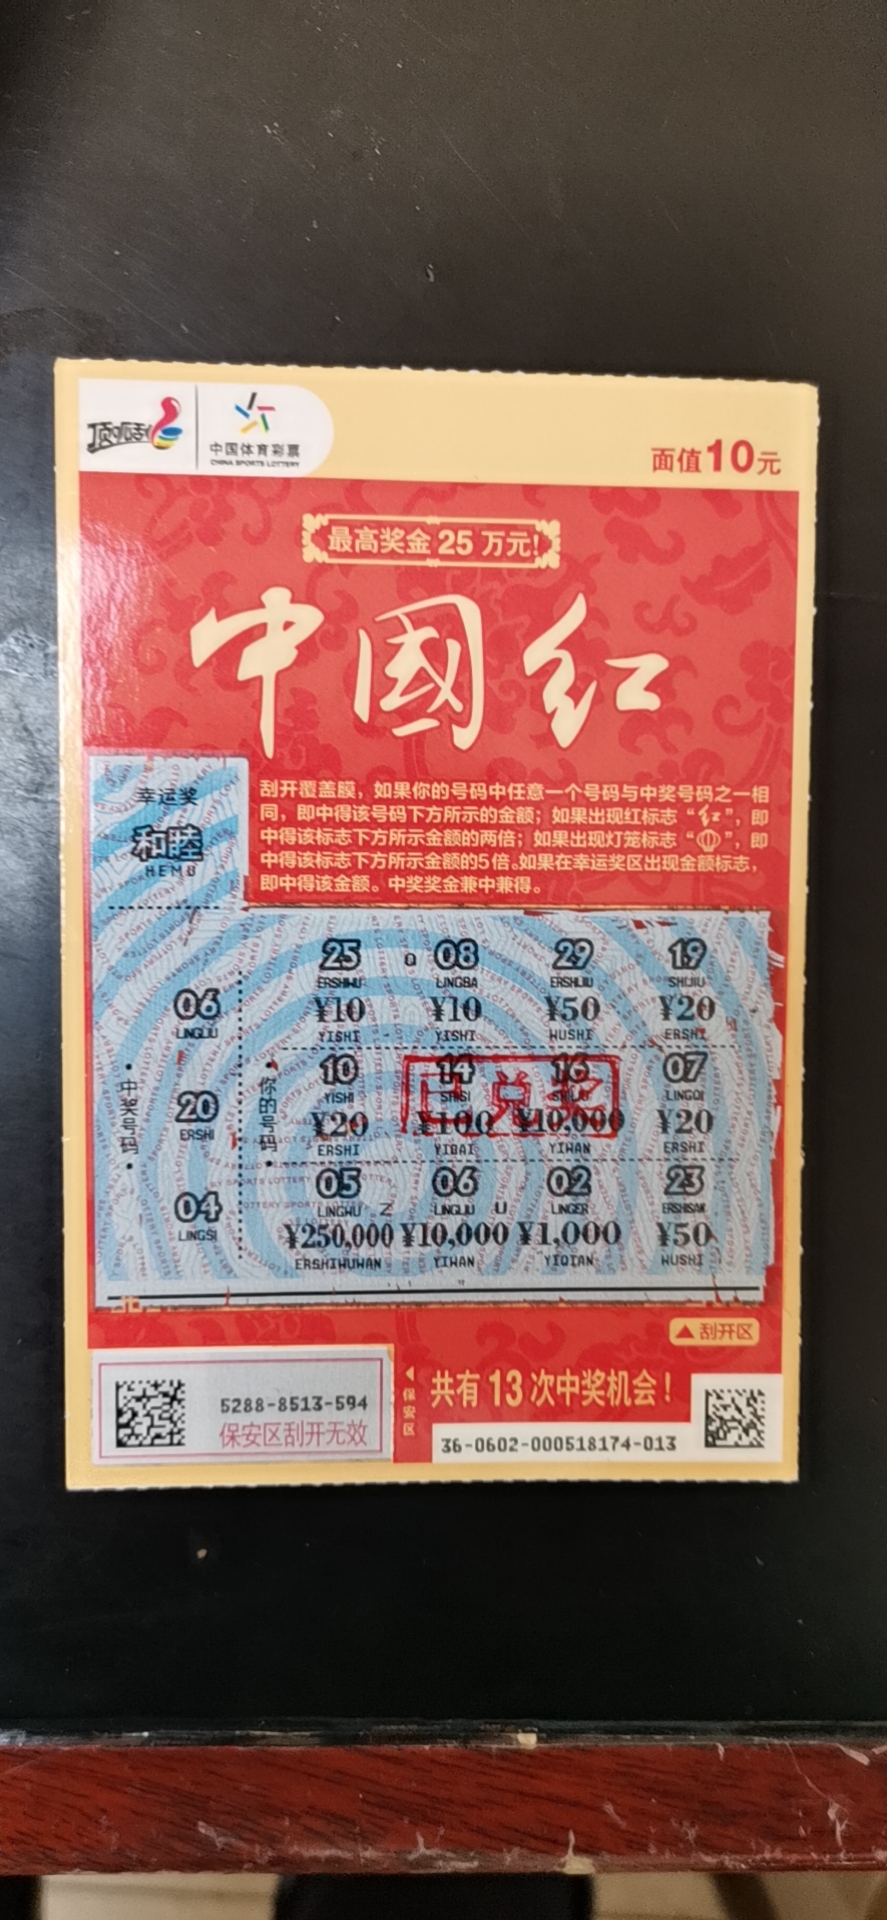 顶呱刮
中国体育彩票
CHINA SPORTS LOTTERY
面值10元
最高奖金 25 万元!
中國红
刮开覆盖膜，如果你的号码中任意一个号码与中奖号码之一相
同，即中得该号码下方所示的金额；如果出现红标志“红”，即
中得该标志下方所示金额的两倍；如果出现灯笼标志“”，即
中得该标志下方所示金额的5倍。如果在幸运奖区出现金额标志，
即中得该金额。中奖奖金兼中兼得。
幸运奖
和睦
HEMU
中奖号码
06
LINGLIU
20
ERSHI
04
LINGSI
你的号码
25 08 29 19
ERSHIWU LINGBA ERSHIJIU SHIJIU
¥10 ¥10 ¥50 ¥20
YISHI YISHI WUSHI ERSHI
10 14 16 07
YISHI SHISI SHILIU LINGQI
¥20 ¥100 ¥10,000 ¥20
ERSHI YIBAI YIWAN ERSHI
已兑奖
05 06 02 23
LINGWU Z LINGLIU U LINGER ERSHISAN
¥250,000 ¥10,000 ¥1,000 ¥50
ERSHIWUWAN YIWAN YIQIAN WUSHI
刮开区
5288-8513-594
保安区刮开无效
保安区
共有 13 次中奖机会！
36-0602-000518174-013